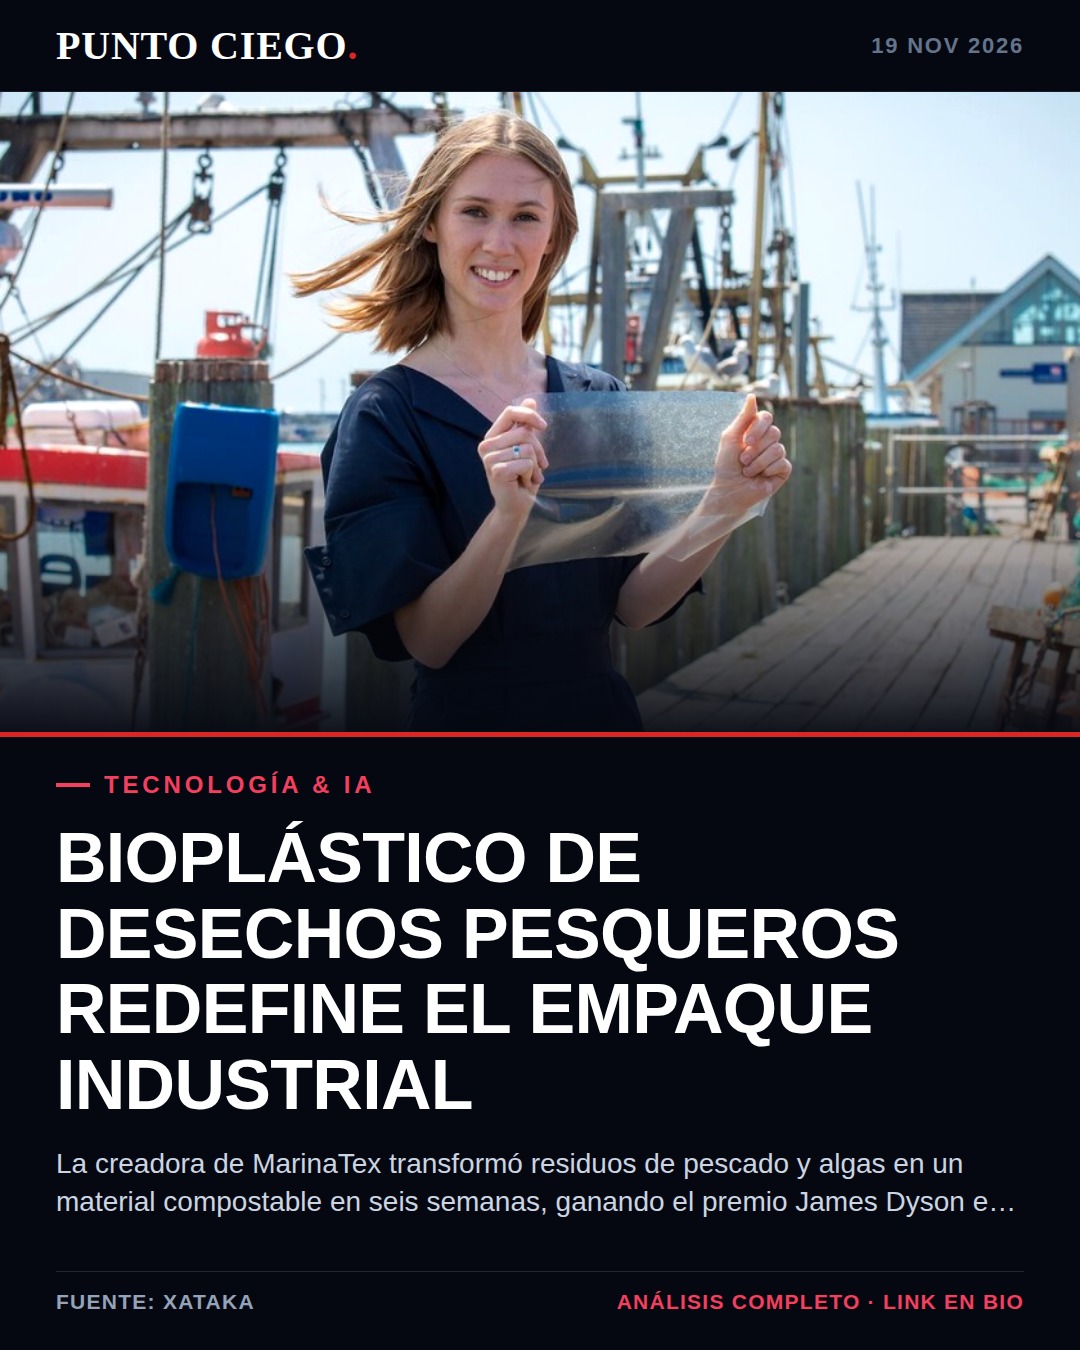 PUNTO CIEGO.
19 NOV 2026
TECNOLOGÍA & IA
BIOPLÁSTICO DE
DESECHOS PESQUEROS
REDEFINE EL EMPAQUE
INDUSTRIAL
La creadora de MarinaTex transformó residuos de pescado y algas en un
material compostable en seis semanas, ganando el premio James Dyson e…
FUENTE: XATAKA
ANÁLISIS COMPLETO · LINK EN BIO